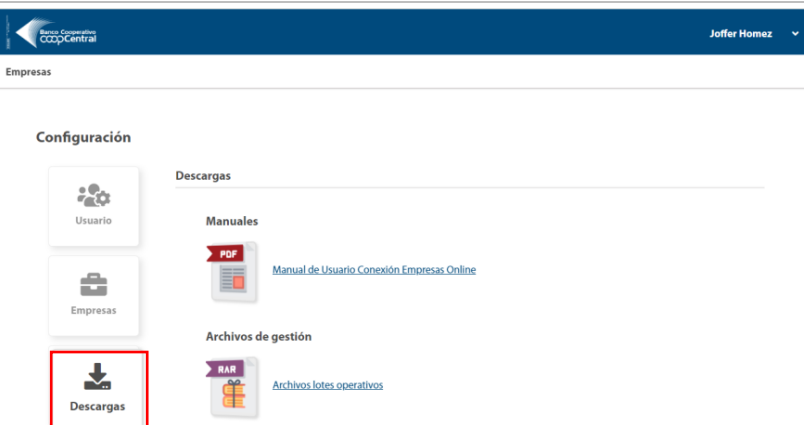 Banco Cooperativo
coopCentral
Joffer Homez
Empresas
Configuración
Usuario
Empresas
Descargas
Descargas
Manuales
PDF
Manual de Usuario Conexión Empresas Online
Archivos de gestión
RAR
Archivos lotes operativos